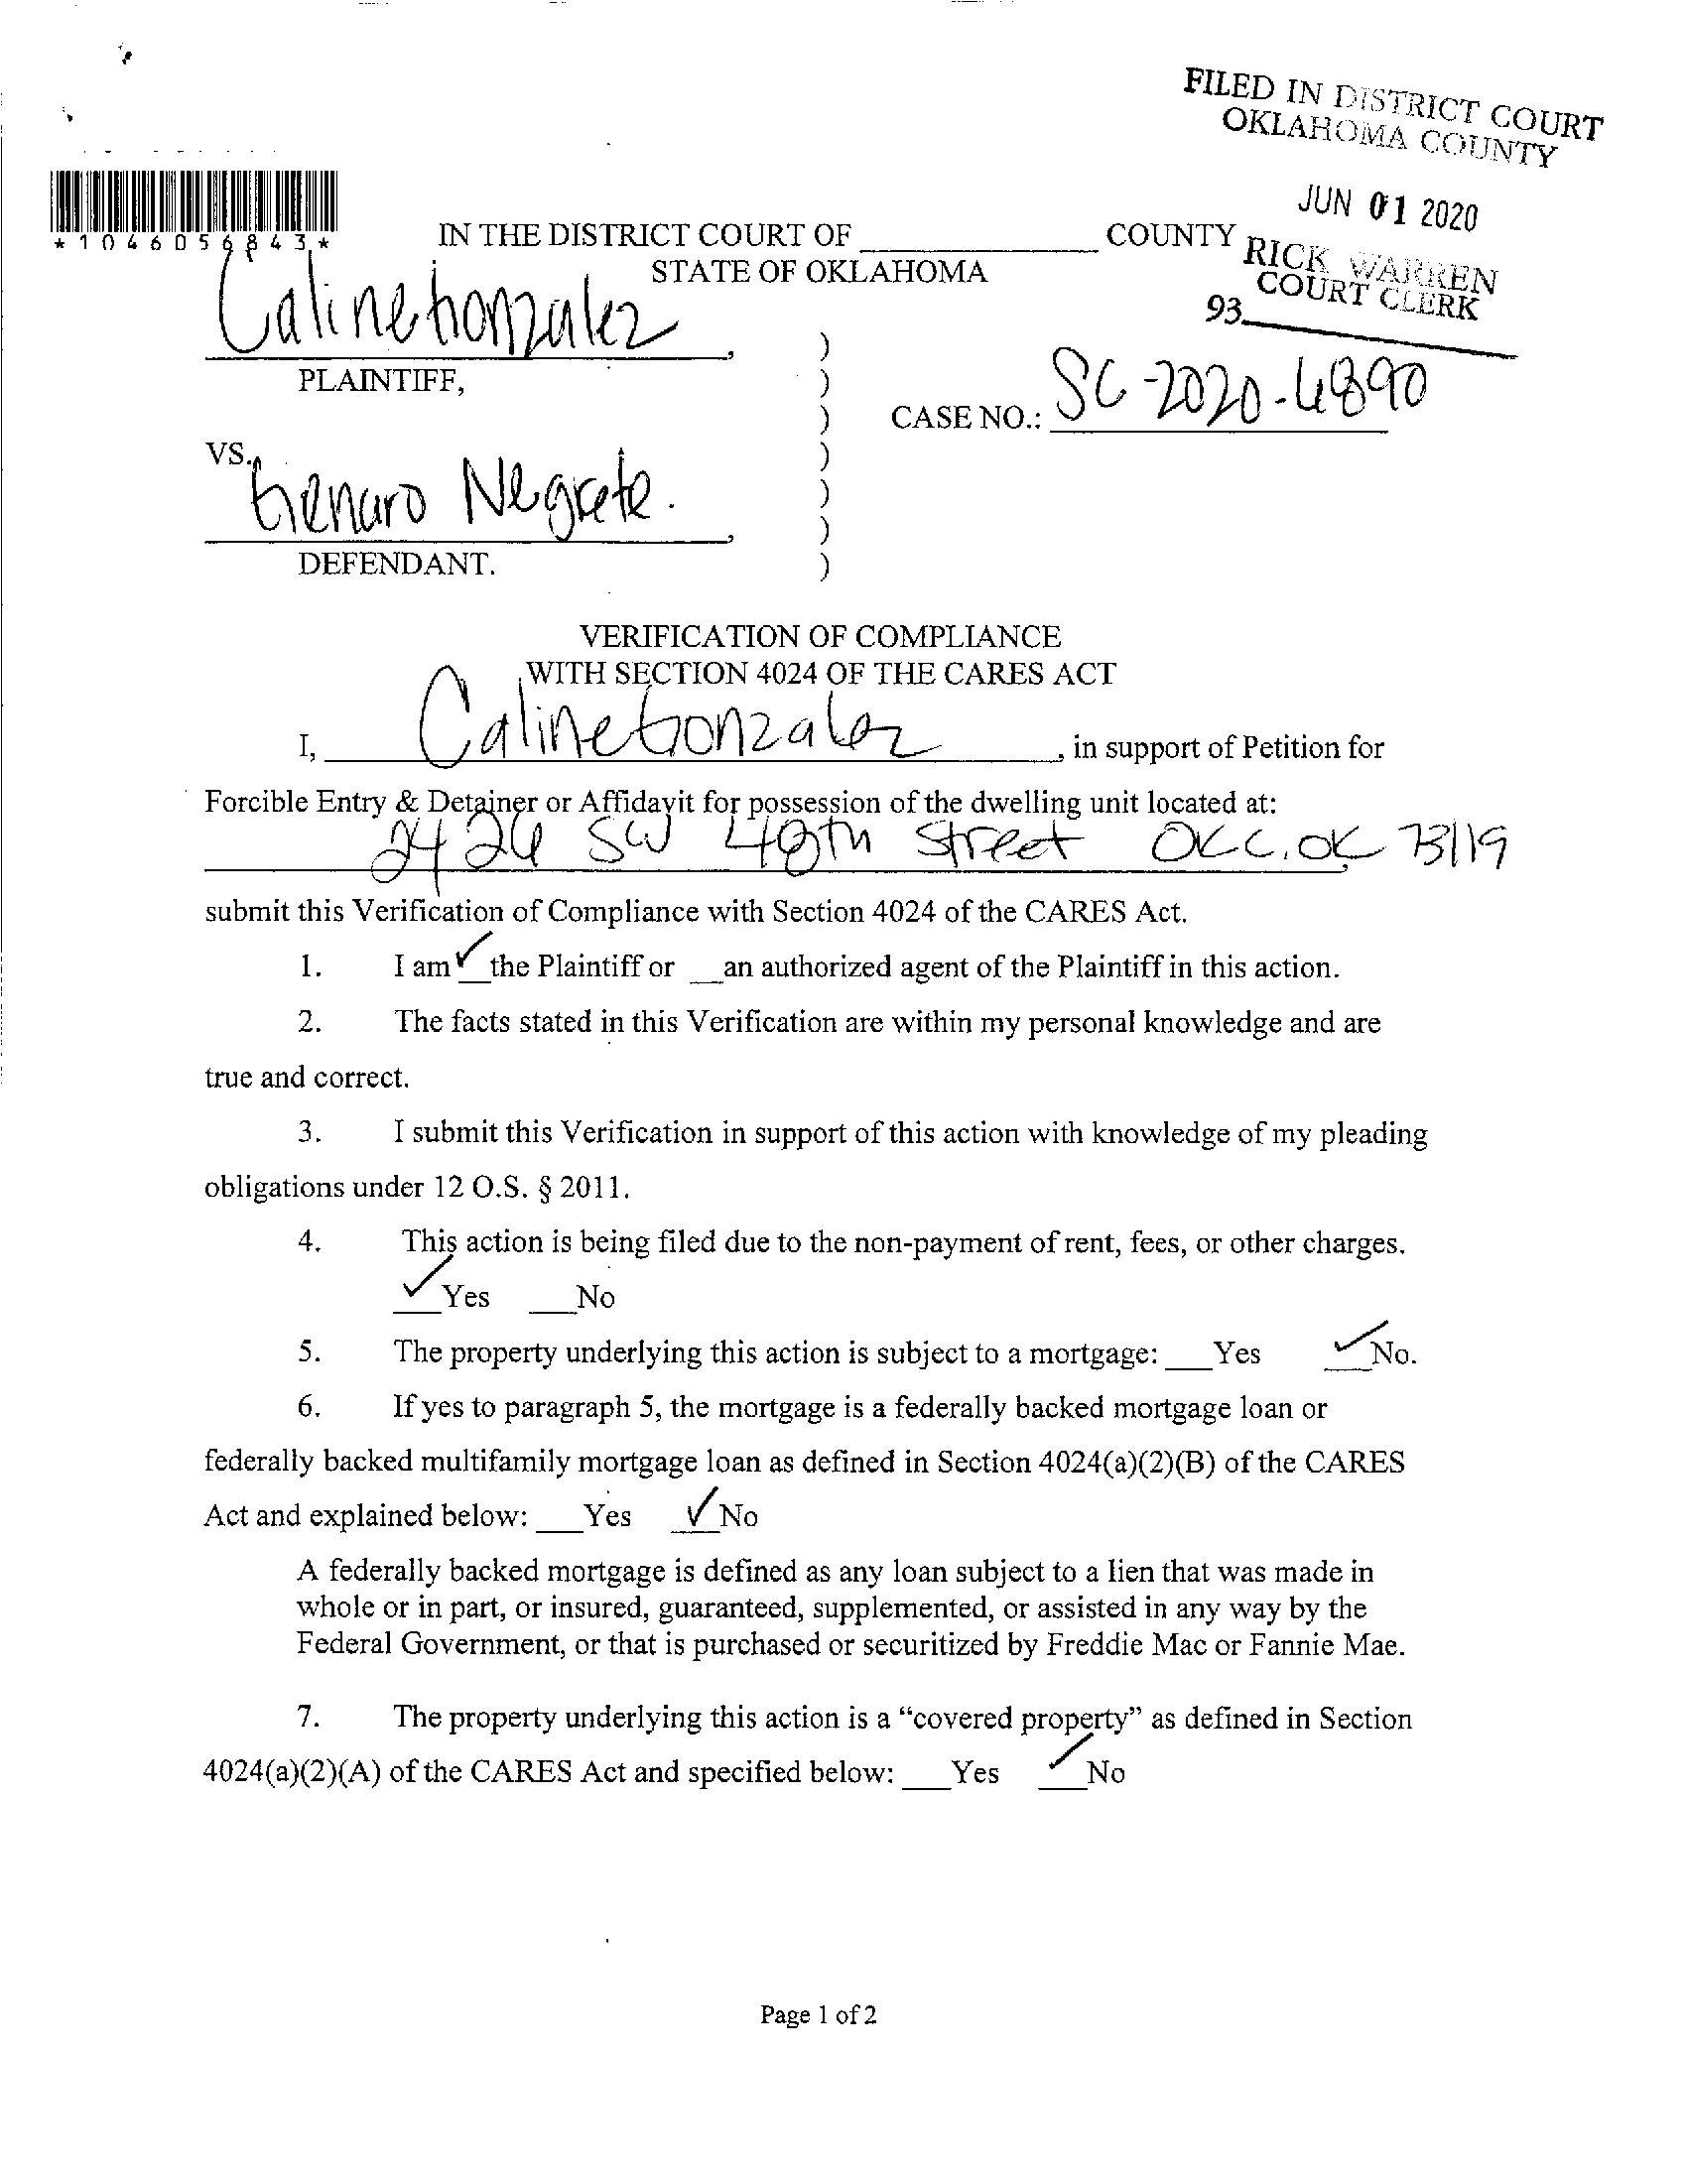 FILED IN DISTRICT COURT
OKLAHOMA COUNTY
JUN 01 2020
RICK WARREN
COURT CLERK
93
*1046056843*
IN THE DISTRICT COURT OF ____________ COUNTY
STATE OF OKLAHOMA
Caline Gonzalez,
PLAINTIFF,
CASE NO.: SC-2020-6890
VS.
Genaro Negrete.,
DEFENDANT.
VERIFICATION OF COMPLIANCE
WITH SECTION 4024 OF THE CARES ACT
I, Caline Gonzalez, in support of Petition for
Forcible Entry & Detainer or Affidavit for possession of the dwelling unit located at:
2426 SW 48th Street OKC, OK 73119,
submit this Verification of Compliance with Section 4024 of the CARES Act.
1. I am ✓ the Plaintiff or __an authorized agent of the Plaintiff in this action.
2. The facts stated in this Verification are within my personal knowledge and are
true and correct.
3. I submit this Verification in support of this action with knowledge of my pleading
obligations under 12 O.S. § 2011.
4. This action is being filed due to the non-payment of rent, fees, or other charges.
✓ Yes ___No
5. The property underlying this action is subject to a mortgage: ___Yes ✓ No.
6. If yes to paragraph 5, the mortgage is a federally backed mortgage loan or
federally backed multifamily mortgage loan as defined in Section 4024(a)(2)(B) of the CARES
Act and explained below: ___Yes ✓ No
A federally backed mortgage is defined as any loan subject to a lien that was made in
whole or in part, or insured, guaranteed, supplemented, or assisted in any way by the
Federal Government, or that is purchased or securitized by Freddie Mac or Fannie Mae.
7. The property underlying this action is a “covered property” as defined in Section
4024(a)(2)(A) of the CARES Act and specified below: ___Yes ✓ No
Page 1 of 2